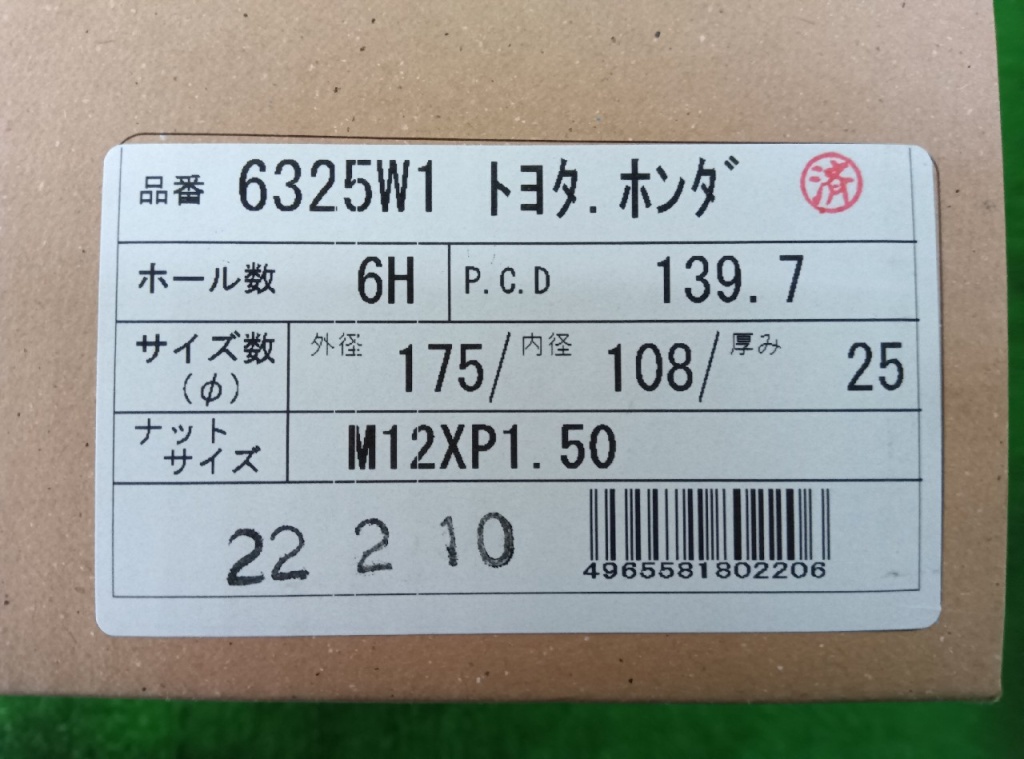 品番 6325W1 トヨタ.ホンダ 済
ホール数 6H P.C.D 139.7
サイズ数 外径 175/ 内径 108/ 厚み 25
(φ)
ナット
サイズ M12XP1.50
22 2 10
4965581802206